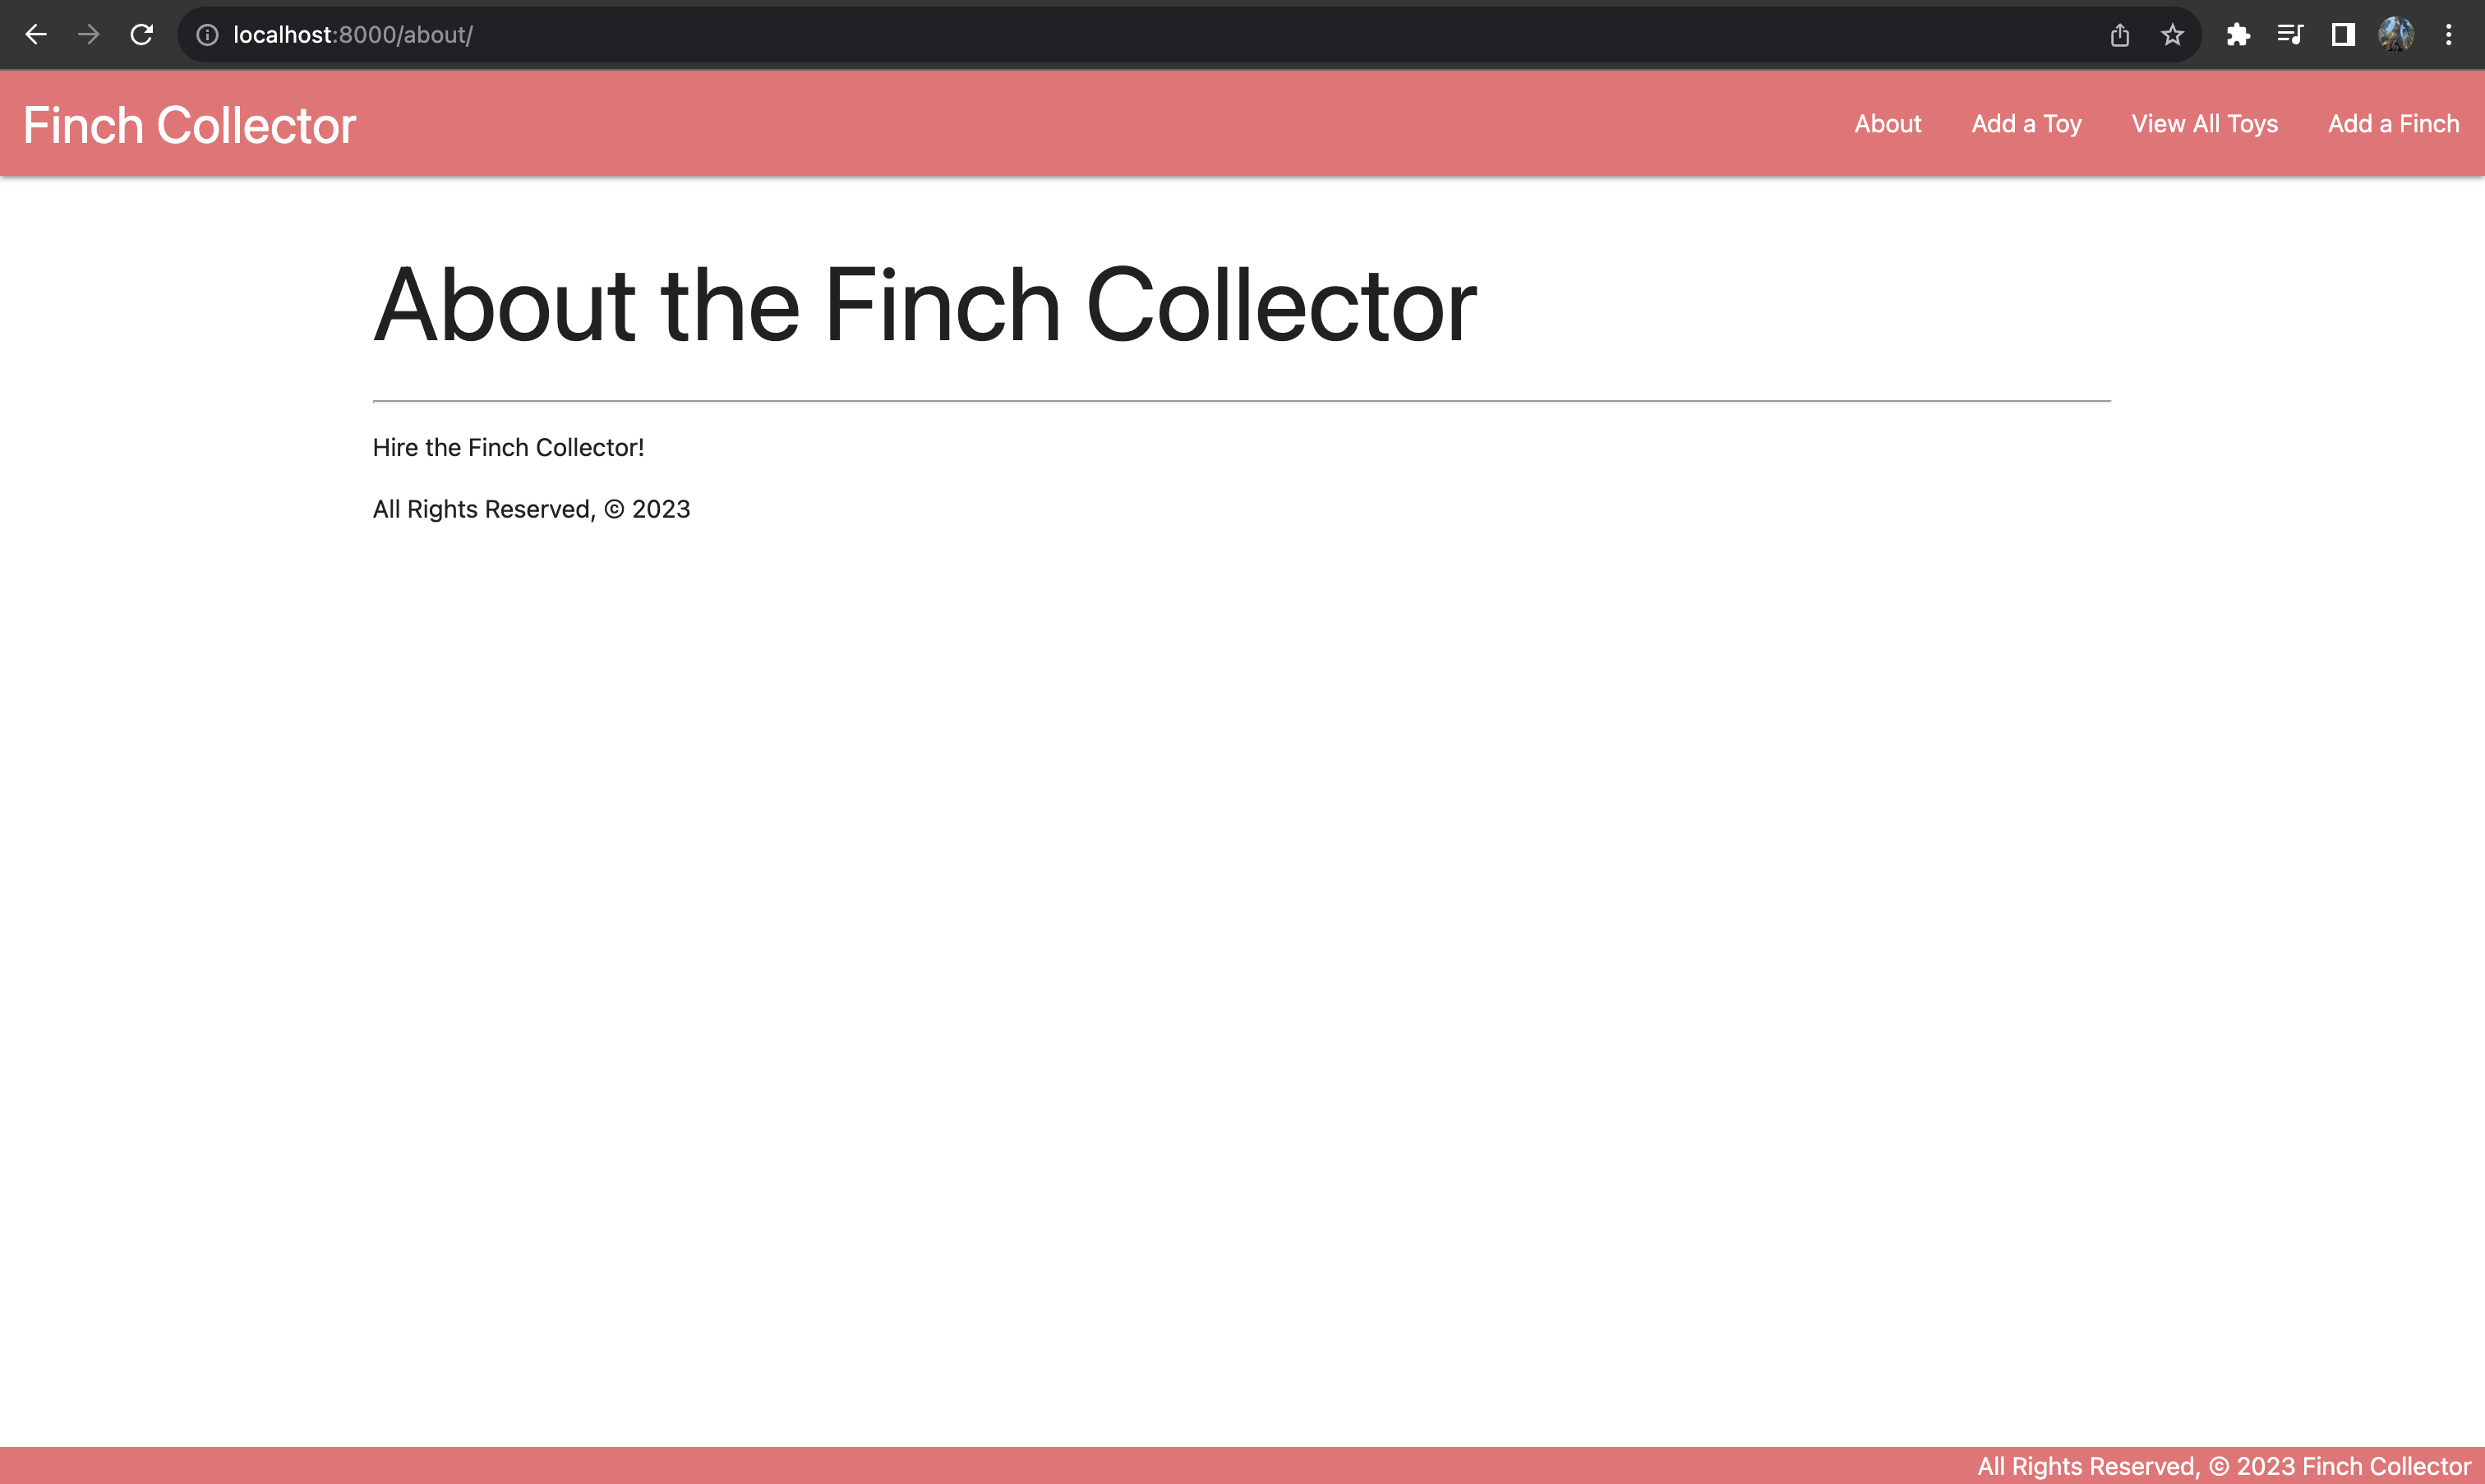 localhost:8000/about/
Finch Collector
About
Add a Toy
View All Toys
Add a Finch
About the Finch Collector
Hire the Finch Collector!
All Rights Reserved, © 2023
All Rights Reserved, © 2023 Finch Collector